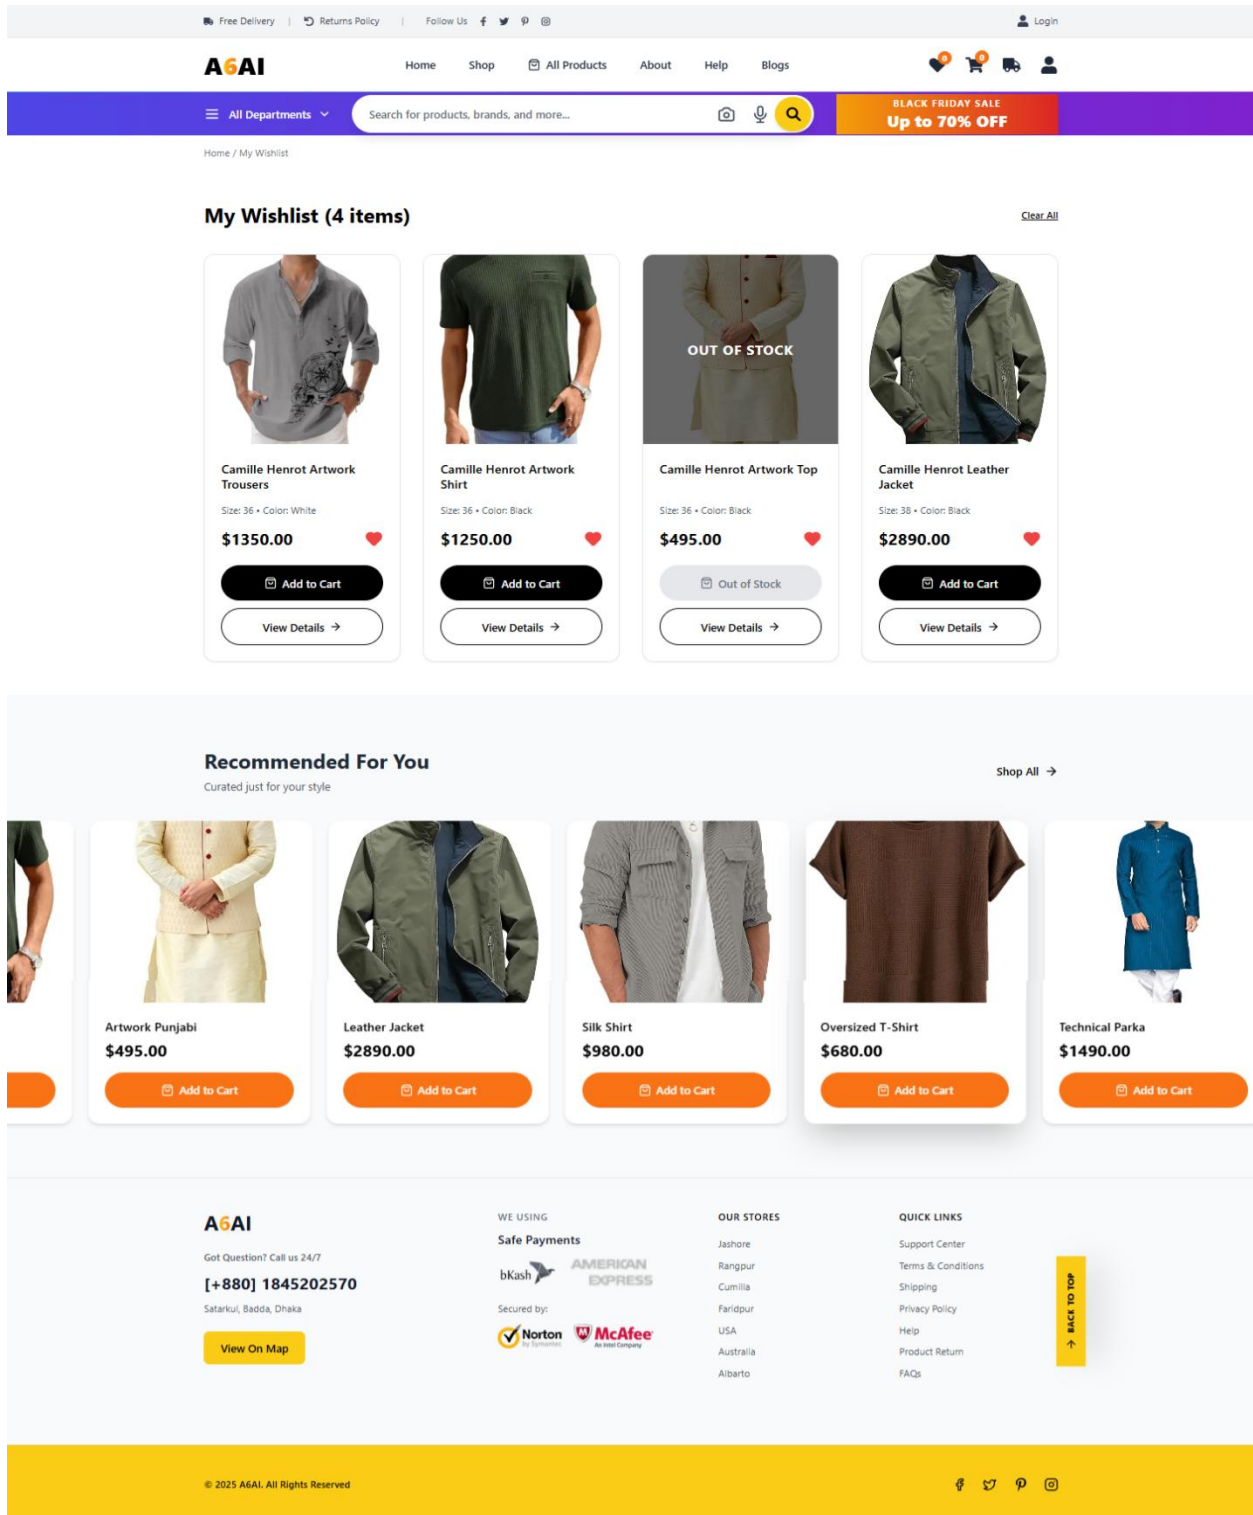 Free Delivery | Returns Policy | Follow Us
Login
A6AI
Home Shop All Products About Help Blogs
0 0
All Departments
Search for products, brands, and more...
BLACK FRIDAY SALE
Up to 70% OFF
Home / My Wishlist
My Wishlist (4 items)
Clear All
OUT OF STOCK
Camille Henrot Artwork
Trousers
Size: 36 • Color: White
$1350.00
Add to Cart
View Details →
Camille Henrot Artwork
Shirt
Size: 36 • Color: Black
$1250.00
Add to Cart
View Details →
Camille Henrot Artwork Top
Size: 36 • Color: Black
$495.00
Out of Stock
View Details →
Camille Henrot Leather
Jacket
Size: 38 • Color: Black
$2890.00
Add to Cart
View Details →
Recommended For You
Curated just for your style
Shop All →
Artwork Punjabi
$495.00
Add to Cart
Leather Jacket
$2890.00
Add to Cart
Silk Shirt
$980.00
Add to Cart
Oversized T-Shirt
$680.00
Add to Cart
Technical Parka
$1490.00
Add to Cart
A6AI
Got Question? Call us 24/7
[+880] 1845202570
Satarkul, Badda, Dhaka
View On Map
WE USING
Safe Payments
bKash
AMERICAN
EXPRESS
Secured by:
Norton
by Symantec
McAfee
An Intel Company
OUR STORES
Jashore
Rangpur
Cumilla
Faridpur
USA
Australia
Albarto
QUICK LINKS
Support Center
Terms & Conditions
Shipping
Privacy Policy
Help
Product Return
FAQs
→ BACK TO TOP
© 2025 A6AI. All Rights Reserved